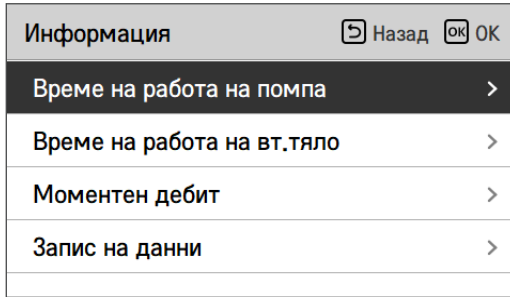 Информация Назад OK OK
Време на работа на помпа
Време на работа на вт.тяло
Моментен дебит
Запис на данни